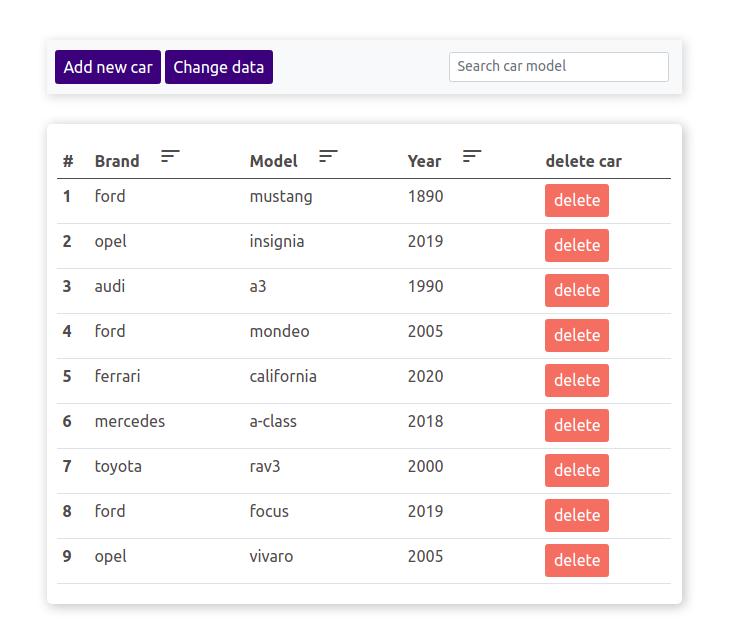 Add new car Change data Search car model
# Brand Model Year delete car
1 ford mustang 1890 delete
2 opel insignia 2019 delete
3 audi a3 1990 delete
4 ford mondeo 2005 delete
5 ferrari california 2020 delete
6 mercedes a-class 2018 delete
7 toyota rav3 2000 delete
8 ford focus 2019 delete
9 opel vivaro 2005 delete